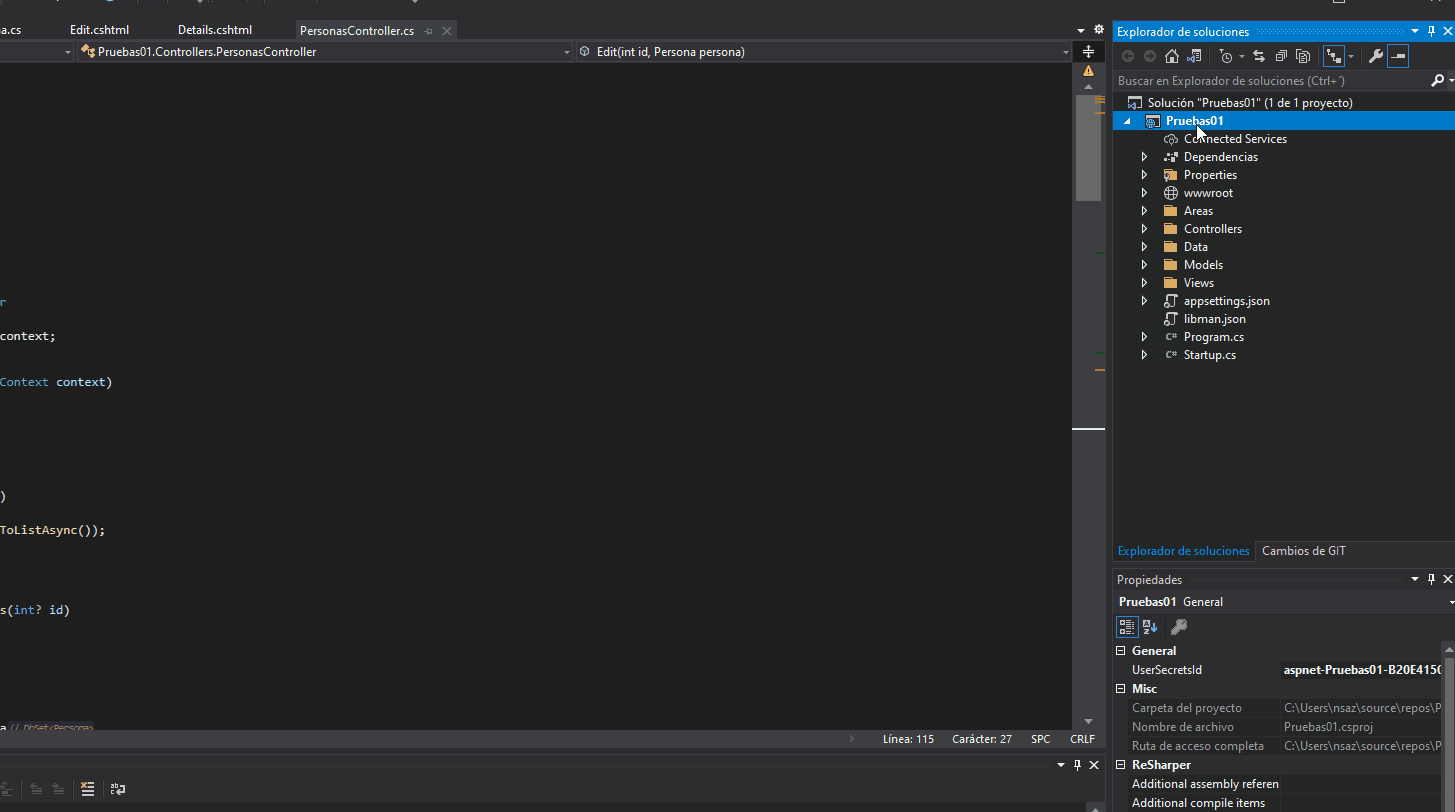 na.cs Edit.cshtml Details.cshtml PersonasController.cs
Pruebas01.Controllers.PersonasController Edit(int id, Persona persona)
r
context;
Context context)
)
ToListAsync());
s(int? id)
a // DbSet<Persona>
Línea: 115 Carácter: 27 SPC CRLF
Explorador de soluciones
Buscar en Explorador de soluciones (Ctrl+´)
Solución "Pruebas01" (1 de 1 proyecto)
Pruebas01
Connected Services
Dependencias
Properties
wwwroot
Areas
Controllers
Data
Models
Views
appsettings.json
libman.json
C# Program.cs
C# Startup.cs
Explorador de soluciones Cambios de GIT
Propiedades
Pruebas01 General
General
UserSecretsId aspnet-Pruebas01-B20E4150
Misc
Carpeta del proyecto C:\Users\nsaz\source\repos\P
Nombre de archivo Pruebas01.csproj
Ruta de acceso completa C:\Users\nsaz\source\repos\P
ReSharper
Additional assembly referen
Additional compile items